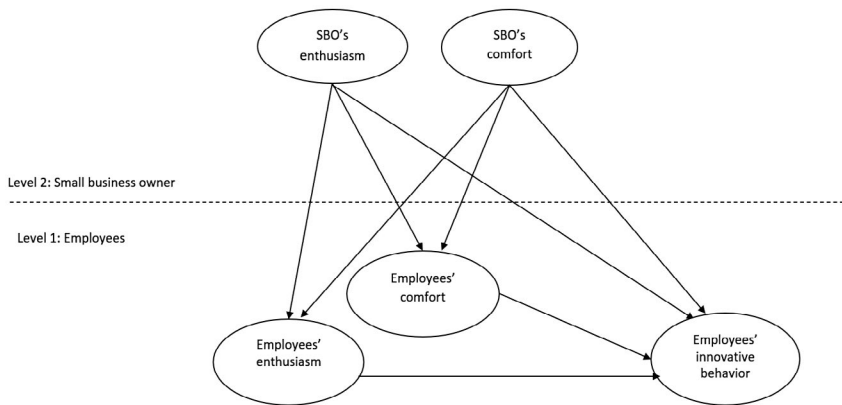 SBO's
enthusiasm
SBO's
comfort
Level 2: Small business owner
Level 1: Employees
Employees'
comfort
Employees'
enthusiasm
Employees'
innovative
behavior